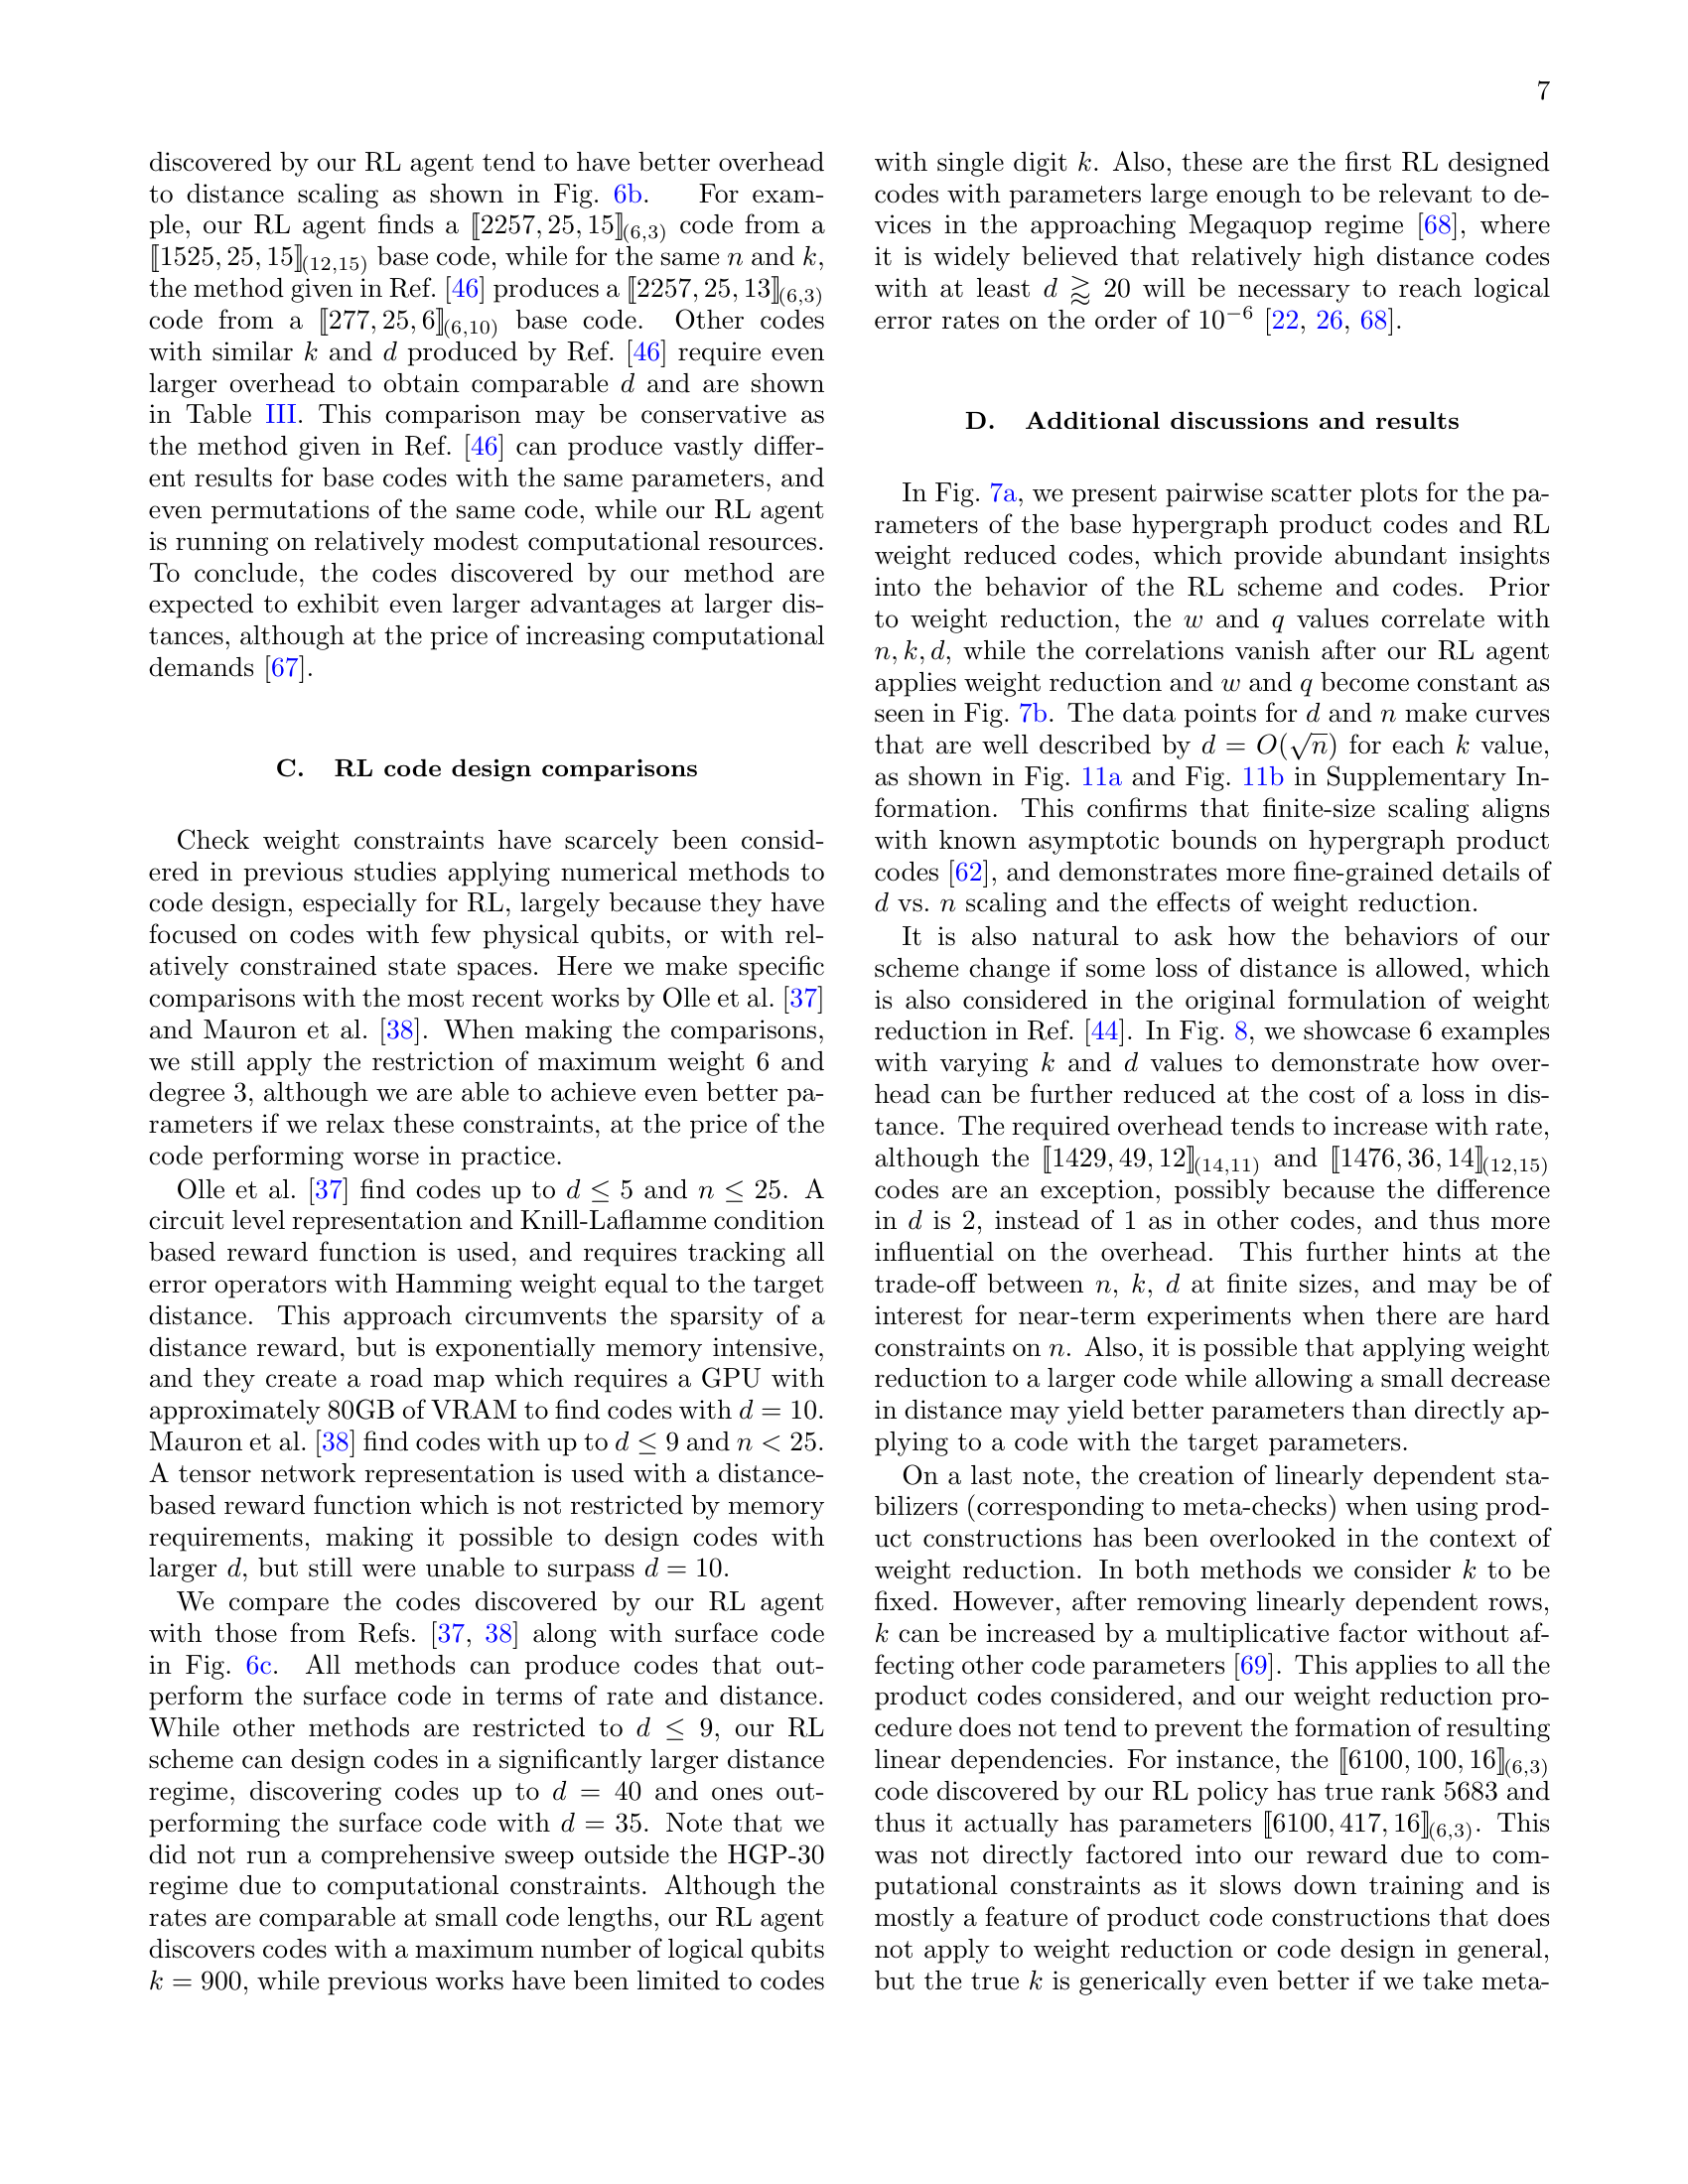 7
discovered by our RL agent tend to have better overhead
to distance scaling as shown in Fig. 6b. For exam-
ple, our RL agent finds a ⟦2257, 25, 15⟧(6,3) code from a
⟦1525, 25, 15⟧(12,15) base code, while for the same n and k,
the method given in Ref. [46] produces a ⟦2257, 25, 13⟧(6,3)
code from a ⟦277, 25, 6⟧(6,10) base code. Other codes
with similar k and d produced by Ref. [46] require even
larger overhead to obtain comparable d and are shown
in Table III. This comparison may be conservative as
the method given in Ref. [46] can produce vastly differ-
ent results for base codes with the same parameters, and
even permutations of the same code, while our RL agent
is running on relatively modest computational resources.
To conclude, the codes discovered by our method are
expected to exhibit even larger advantages at larger dis-
tances, although at the price of increasing computational
demands [67].
C. RL code design comparisons
Check weight constraints have scarcely been consid-
ered in previous studies applying numerical methods to
code design, especially for RL, largely because they have
focused on codes with few physical qubits, or with rel-
atively constrained state spaces. Here we make specific
comparisons with the most recent works by Olle et al. [37]
and Mauron et al. [38]. When making the comparisons,
we still apply the restriction of maximum weight 6 and
degree 3, although we are able to achieve even better pa-
rameters if we relax these constraints, at the price of the
code performing worse in practice.
Olle et al. [37] find codes up to d ≤ 5 and n ≤ 25. A
circuit level representation and Knill-Laflamme condition
based reward function is used, and requires tracking all
error operators with Hamming weight equal to the target
distance. This approach circumvents the sparsity of a
distance reward, but is exponentially memory intensive,
and they create a road map which requires a GPU with
approximately 80GB of VRAM to find codes with d = 10.
Mauron et al. [38] find codes with up to d ≤ 9 and n < 25.
A tensor network representation is used with a distance-
based reward function which is not restricted by memory
requirements, making it possible to design codes with
larger d, but still were unable to surpass d = 10.
We compare the codes discovered by our RL agent
with those from Refs. [37, 38] along with surface code
in Fig. 6c. All methods can produce codes that out-
perform the surface code in terms of rate and distance.
While other methods are restricted to d ≤ 9, our RL
scheme can design codes in a significantly larger distance
regime, discovering codes up to d = 40 and ones out-
performing the surface code with d = 35. Note that we
did not run a comprehensive sweep outside the HGP-30
regime due to computational constraints. Although the
rates are comparable at small code lengths, our RL agent
discovers codes with a maximum number of logical qubits
k = 900, while previous works have been limited to codes
with single digit k. Also, these are the first RL designed
codes with parameters large enough to be relevant to de-
vices in the approaching Megaquop regime [68], where
it is widely believed that relatively high distance codes
with at least d ⪆ 20 will be necessary to reach logical
error rates on the order of 10⁻⁶ [22, 26, 68].
D. Additional discussions and results
In Fig. 7a, we present pairwise scatter plots for the pa-
rameters of the base hypergraph product codes and RL
weight reduced codes, which provide abundant insights
into the behavior of the RL scheme and codes. Prior
to weight reduction, the w and q values correlate with
n, k, d, while the correlations vanish after our RL agent
applies weight reduction and w and q become constant as
seen in Fig. 7b. The data points for d and n make curves
that are well described by d = O(√n) for each k value,
as shown in Fig. 11a and Fig. 11b in Supplementary In-
formation. This confirms that finite-size scaling aligns
with known asymptotic bounds on hypergraph product
codes [62], and demonstrates more fine-grained details of
d vs. n scaling and the effects of weight reduction.
It is also natural to ask how the behaviors of our
scheme change if some loss of distance is allowed, which
is also considered in the original formulation of weight
reduction in Ref. [44]. In Fig. 8, we showcase 6 examples
with varying k and d values to demonstrate how over-
head can be further reduced at the cost of a loss in dis-
tance. The required overhead tends to increase with rate,
although the ⟦1429, 49, 12⟧(14,11) and ⟦1476, 36, 14⟧(12,15)
codes are an exception, possibly because the difference
in d is 2, instead of 1 as in other codes, and thus more
influential on the overhead. This further hints at the
trade-off between n, k, d at finite sizes, and may be of
interest for near-term experiments when there are hard
constraints on n. Also, it is possible that applying weight
reduction to a larger code while allowing a small decrease
in distance may yield better parameters than directly ap-
plying to a code with the target parameters.
On a last note, the creation of linearly dependent sta-
bilizers (corresponding to meta-checks) when using prod-
uct constructions has been overlooked in the context of
weight reduction. In both methods we consider k to be
fixed. However, after removing linearly dependent rows,
k can be increased by a multiplicative factor without af-
fecting other code parameters [69]. This applies to all the
product codes considered, and our weight reduction pro-
cedure does not tend to prevent the formation of resulting
linear dependencies. For instance, the ⟦6100, 100, 16⟧(6,3)
code discovered by our RL policy has true rank 5683 and
thus it actually has parameters ⟦6100, 417, 16⟧(6,3). This
was not directly factored into our reward due to com-
putational constraints as it slows down training and is
mostly a feature of product code constructions that does
not apply to weight reduction or code design in general,
but the true k is generically even better if we take meta-